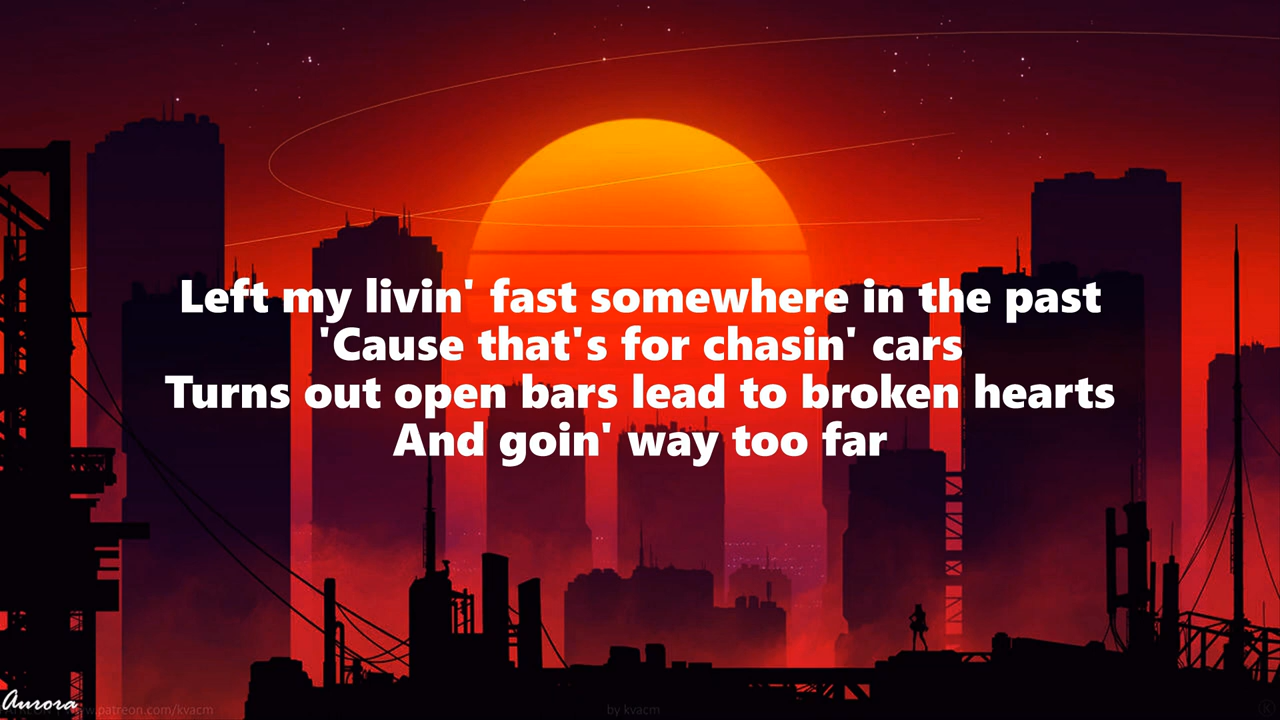 Left my livin' fast somewhere in the past
'Cause that's for chasin' cars
Turns out open bars lead to broken hearts
And goin' way too far
Aurora
www.patreon.com/kvacm
by kvacm